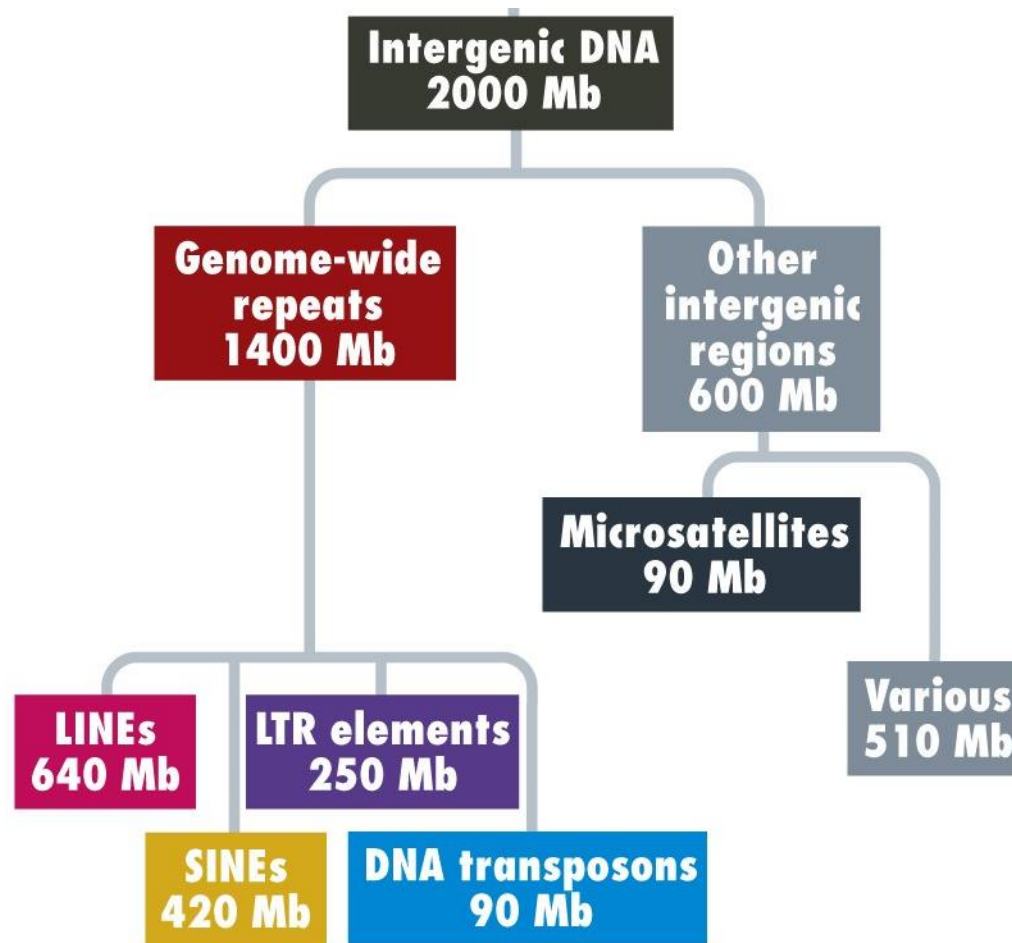 Intergenic DNA
2000 Mb
Genome-wide
repeats
1400 Mb
Other
intergenic
regions
600 Mb
Microsatellites
90 Mb
Various
510 Mb
LINEs
640 Mb
LTR elements
250 Mb
SINEs
420 Mb
DNA transposons
90 Mb